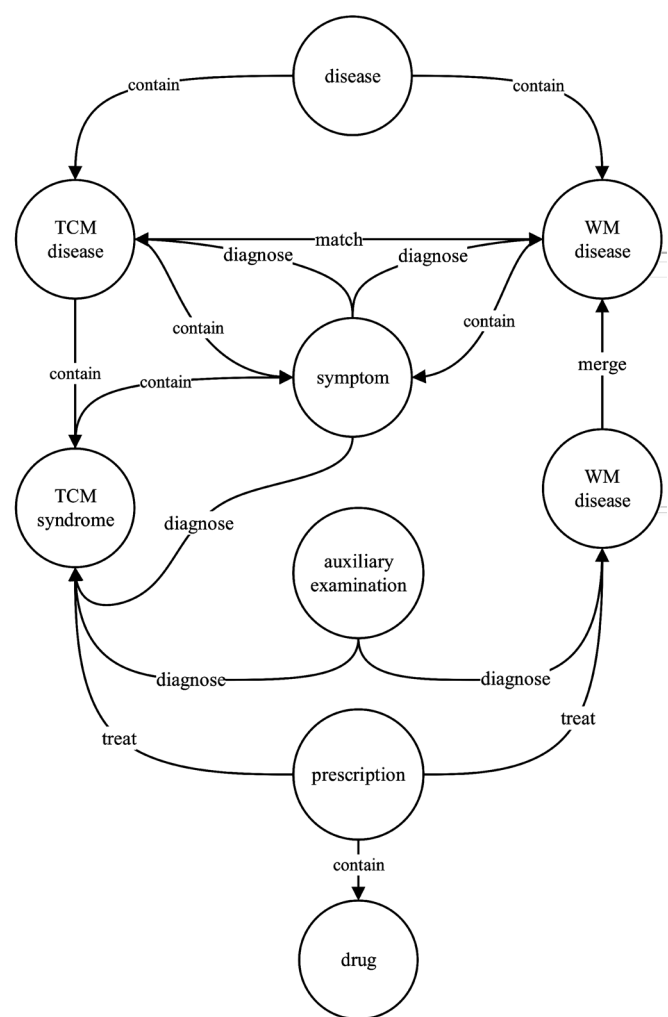 disease
contain
contain
TCM
disease
match
WM
disease
diagnose
diagnose
contain
contain
symptom
contain
contain
merge
TCM
syndrome
WM
disease
diagnose
auxiliary
examination
diagnose
diagnose
treat
treat
prescription
contain
drug